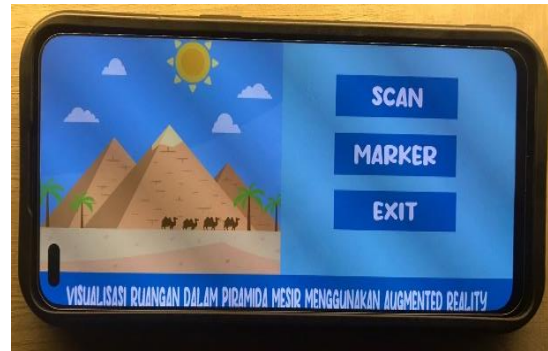 SCAN
MARKER
EXIT
VISUALISASI RUANGAN DALAM PIRAMIDA MESIR MENGGUNAKAN AUGMENTED REALITY